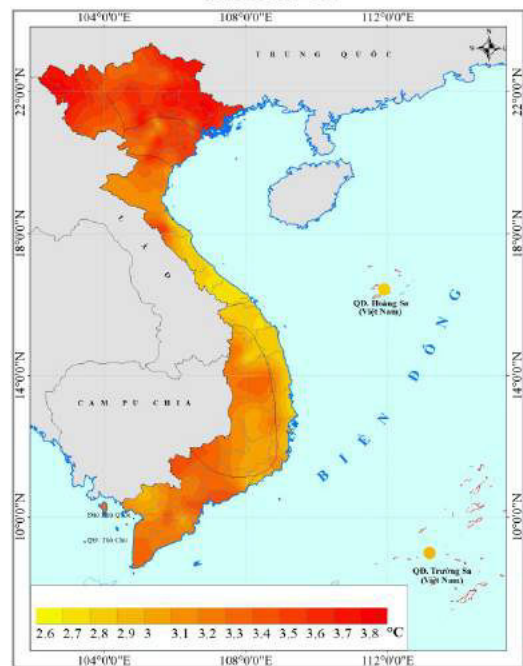 104°0'0"N
108°0'0"N
112°0'0"N
TRUNG QUỐC
22°0'0"N
22°0'0"N
18°0'0"N
18°0'0"N
LÀO
QĐ. Hoàng Sa
(Việt Nam)
14°0'0"N
14°0'0"N
CAM PU CHIA
BIỂN ĐÔNG
10°0'0"N
10°0'0"N
QĐ. Trường Sa
(Việt Nam)
2.6 2.7 2.8 2.9 3 3.1 3.2 3.3 3.4 3.5 3.6 3.7 3.8 °C
104°0'0"N
108°0'0"N
112°0'0"N